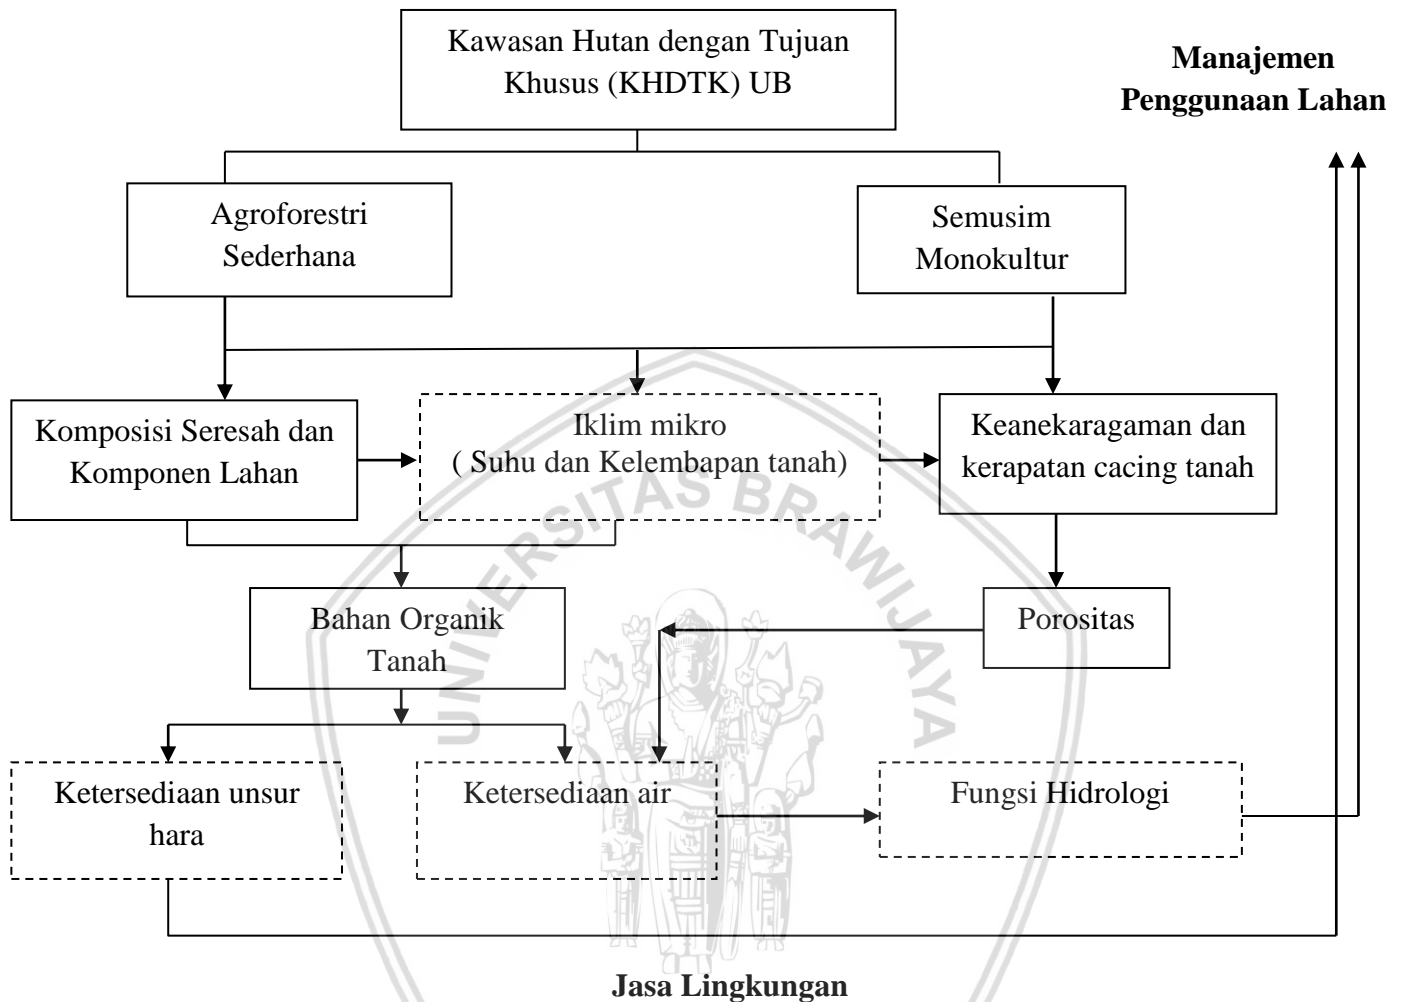 Kawasan Hutan dengan Tujuan
Khusus (KHDTK) UB
Manajemen
Penggunaan Lahan
Agroforestri
Sederhana
Semusim
Monokultur
Komposisi Seresah dan
Komponen Lahan
Iklim mikro
( Suhu dan Kelembapan tanah)
Keanekaragaman dan
kerapatan cacing tanah
UNIVERSITAS BRAWIJAYA
Bahan Organik
Tanah
Porositas
Ketersediaan unsur
hara
Ketersediaan air
Fungsi Hidrologi
Jasa Lingkungan